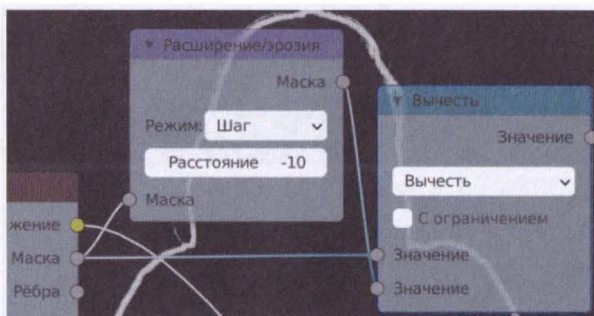 ▼ Расширение/эрозия
Маска
Режим: Шаг
Расстояние -10
Маска
▼ Вычесть
Значение
Вычесть
С ограничением
Значение
Значение
жение
Маска
Рёбра